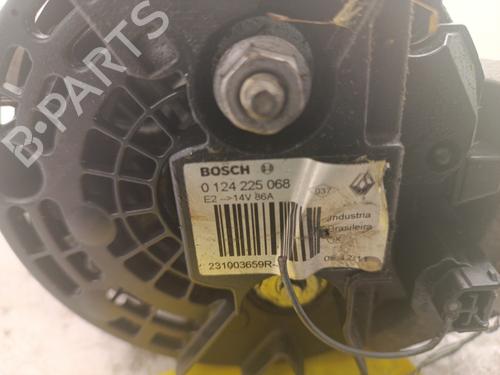 B-PARTS
BOSCH
0 124 225 068
037
E2 -->14V 86A
Industria
Brasileira
231003659R